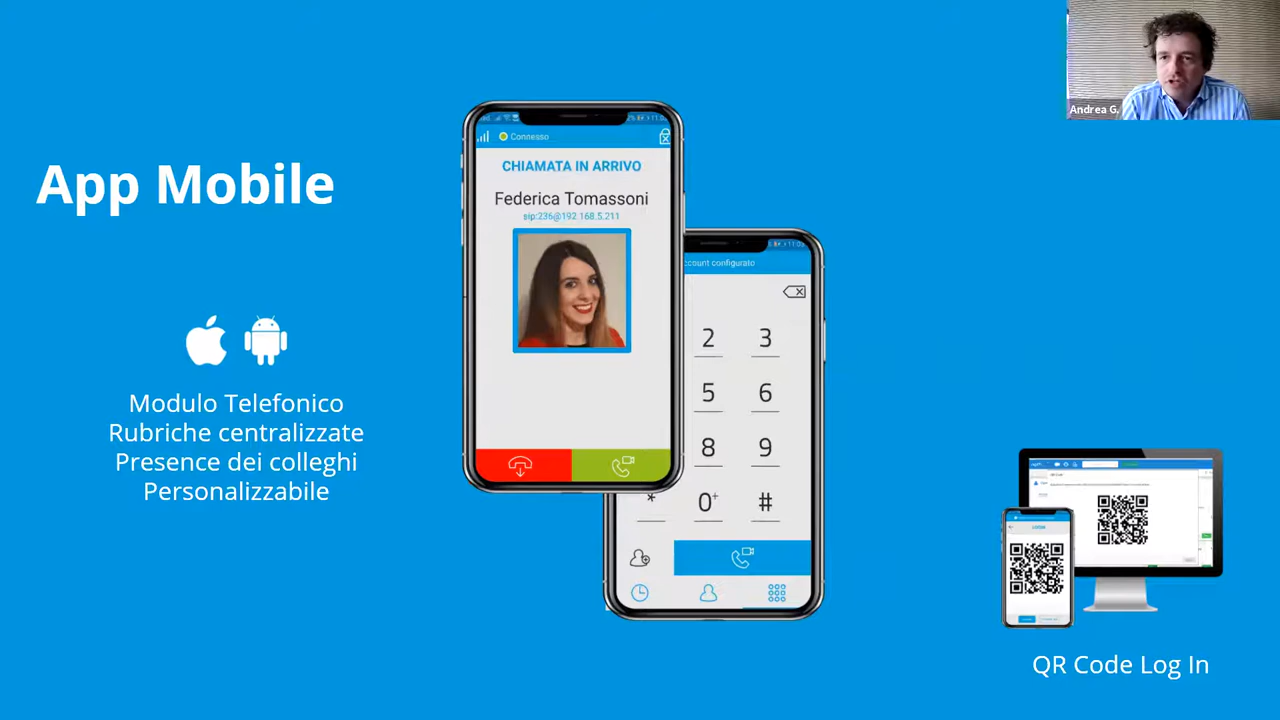 Andrea G.
App Mobile
Modulo Telefonico
Rubriche centralizzate
Presence dei colleghi
Personalizzabile
Connesso
CHIAMATA IN ARRIVO
Federica Tomassoni
sip:236@192.168.5.211
ccount configurato
2 3
5 6
8 9
* 0+ #
QR Code Log In